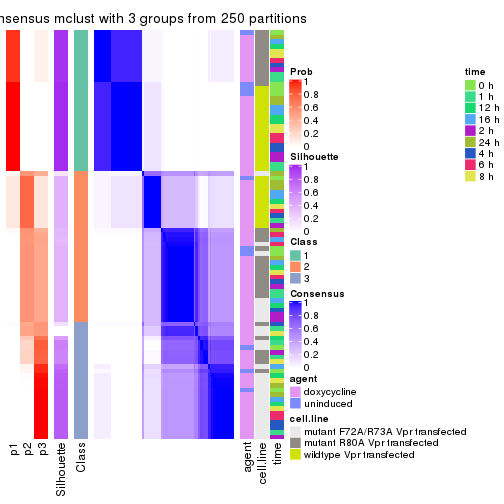 nsensus mclust with 3 groups from 250 partitions
Prob
1
0.8
0.6
0.4
0.2
0
Silhouette
1
0.8
0.6
0.4
0.2
0
Class
1
2
3
Consensus
1
0.8
0.6
0.4
0.2
0
agent
doxycycline
uninduced
cell.line
mutant F72A/R73A Vpr transfected
mutant R80A Vpr transfected
wildtype Vpr transfected
time
0 h
1 h
12 h
16 h
2 h
24 h
4 h
6 h
8 h
p1
p2
p3
Silhouette
Class
agent
cell.line
time